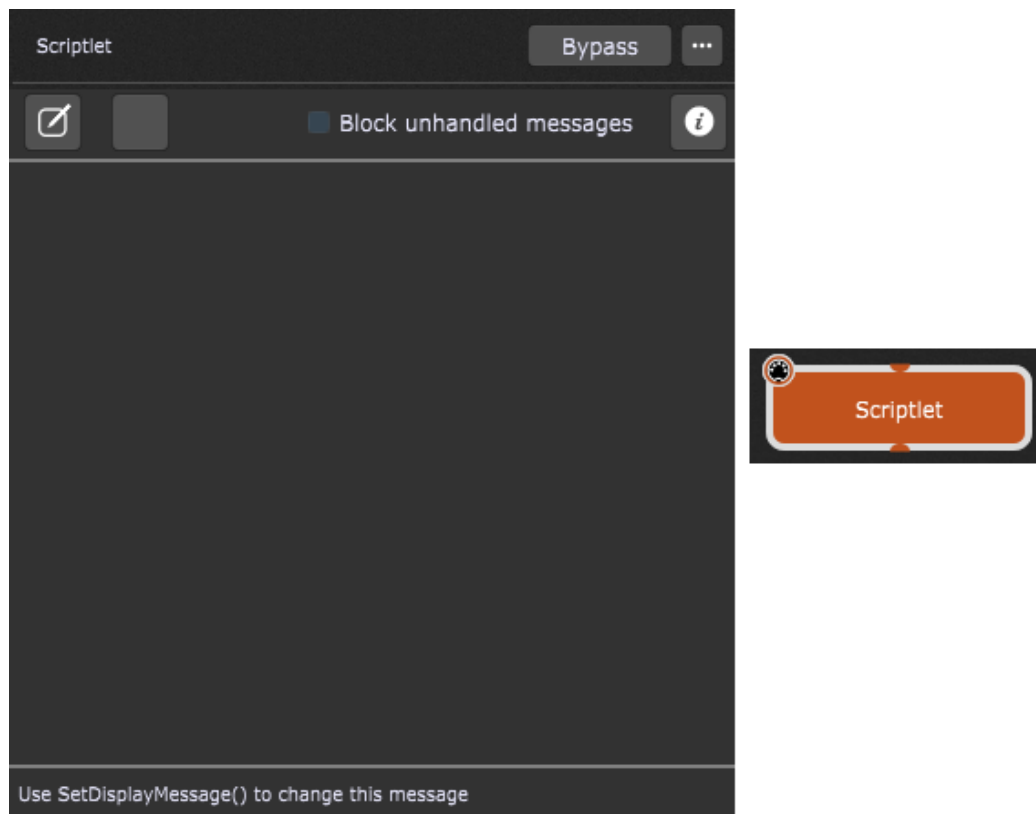 Scriptlet
Bypass
Block unhandled messages
Scriptlet
Use SetDisplayMessage() to change this message